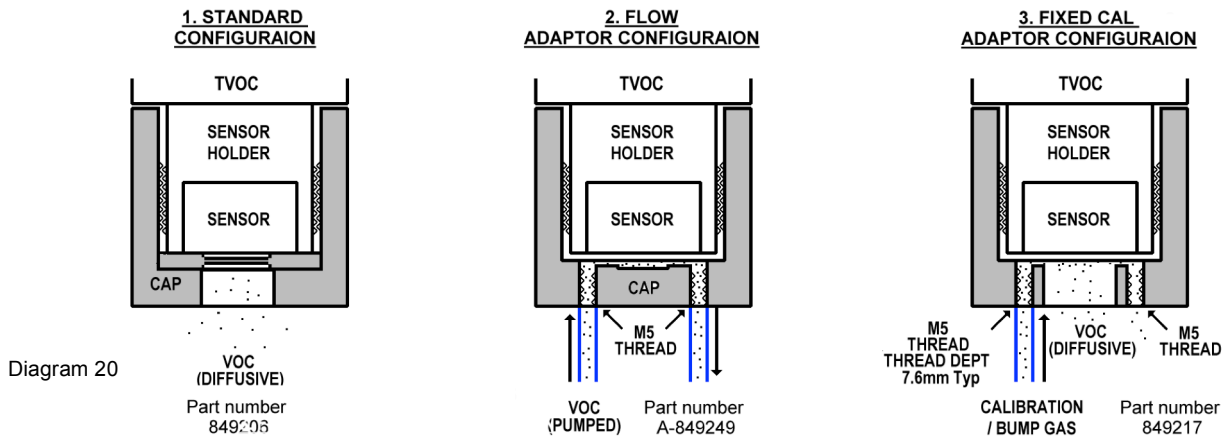 1. STANDARD
CONFIGURAION
TVOC
SENSOR
HOLDER
SENSOR
CAP
VOC
(DIFFUSIVE)
Part number
849206
2. FLOW
ADAPTOR CONFIGURAION
TVOC
SENSOR
HOLDER
SENSOR
CAP
M5
THREAD
VOC
(PUMPED)
Part number
A-849249
3. FIXED CAL
ADAPTOR CONFIGURAION
TVOC
SENSOR
HOLDER
SENSOR
M5
THREAD
THREAD DEPT
7.6mm Typ
VOC
(DIFFUSIVE)
M5
THREAD
CALIBRATION
/ BUMP GAS
Part number
849217
Diagram 20